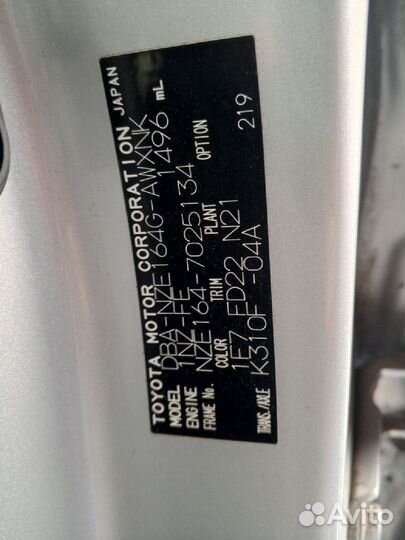 TOYOTA MOTOR CORPORATION JAPAN
MODEL DBA-NZE164G-AWXNK
ENGINE 1NZ-FE 1496 mL
FRAME No. NZE164-7025134
COLOR TRIM PLANT OPTION
1E7 FD22 N21 219
TRANS./AXLE K310F -04A
Avito